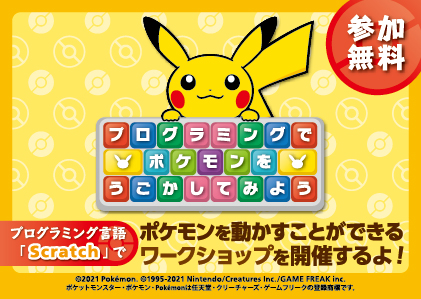 参加
無料
プログラミングで
ポケモンを
うごかしてみよう
プログラミング言語
「Scratch」で
ポケモンを動かすことができる
ワークショップを開催するよ!
©2021 Pokémon. ©1995-2021 Nintendo/Creatures Inc./GAME FREAK inc.
ポケットモンスター・ポケモン・Pokémonは任天堂・クリーチャーズ・ゲームフリークの登録商標です。